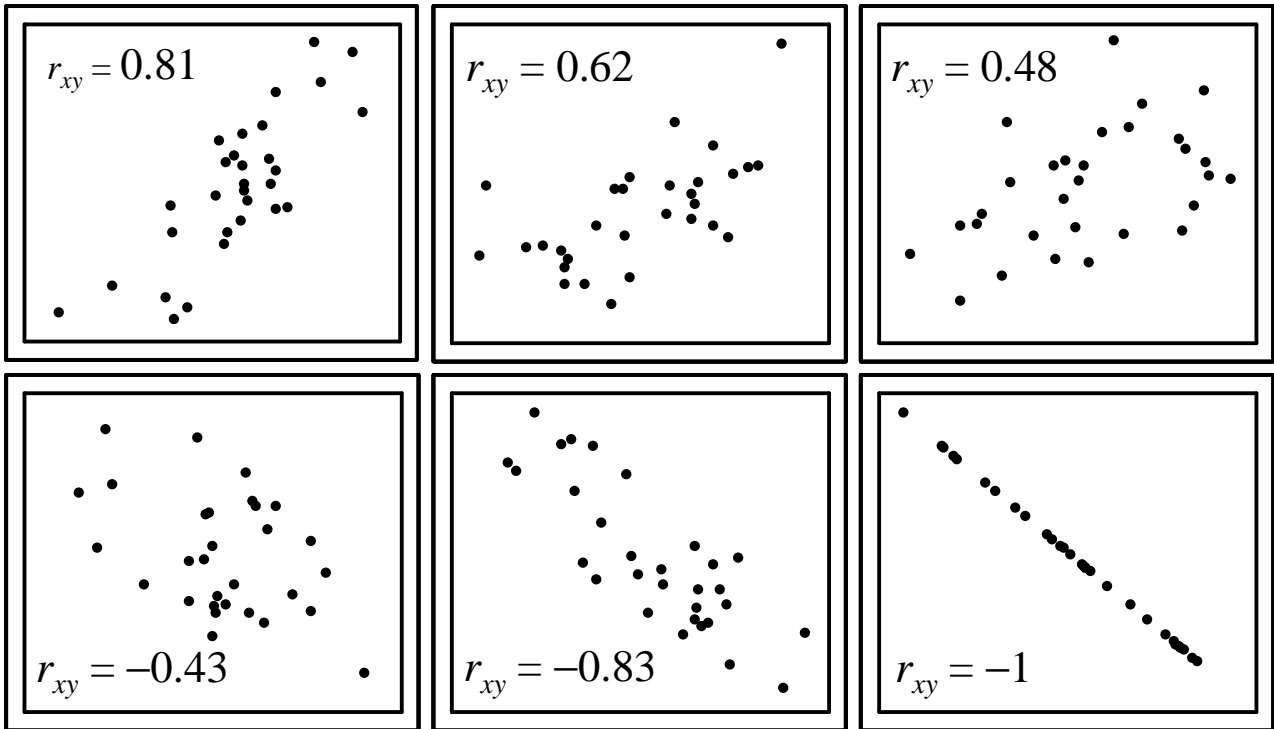 r_xy = 0.81
r_xy = 0.62
r_xy = 0.48
r_xy = −0.43
r_xy = −0.83
r_xy = −1